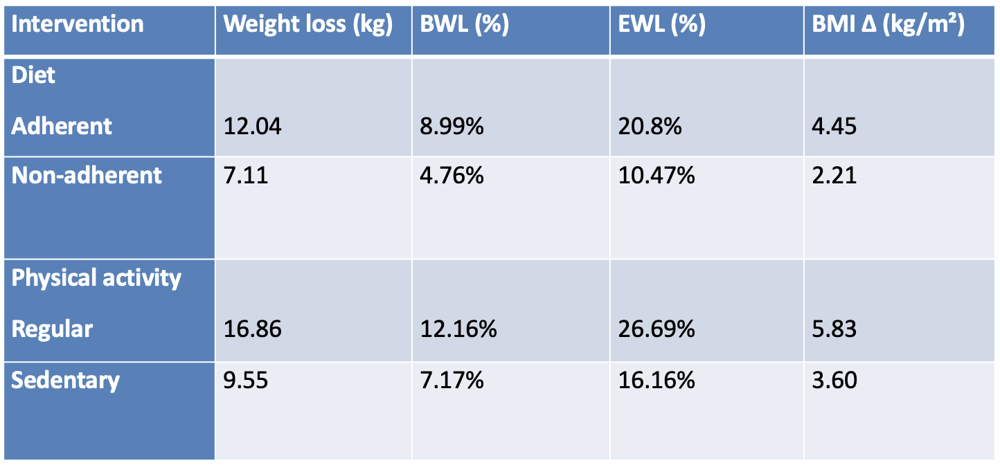 Intervention Weight loss (kg) BWL (%) EWL (%) BMI Δ (kg/m²)
Diet
Adherent 12.04 8.99% 20.8% 4.45
Non-adherent 7.11 4.76% 10.47% 2.21
Physical activity
Regular 16.86 12.16% 26.69% 5.83
Sedentary 9.55 7.17% 16.16% 3.60